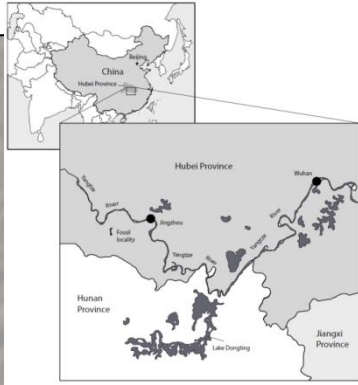 Beijing
China
Hubei Province
Hubei Province
Wuhan
Yangtze
River
Jingzhou
Fossil
locality
River
Yangtze
Yangtze
River
Hunan
Province
Lake Dongting
Jiangxi
Province